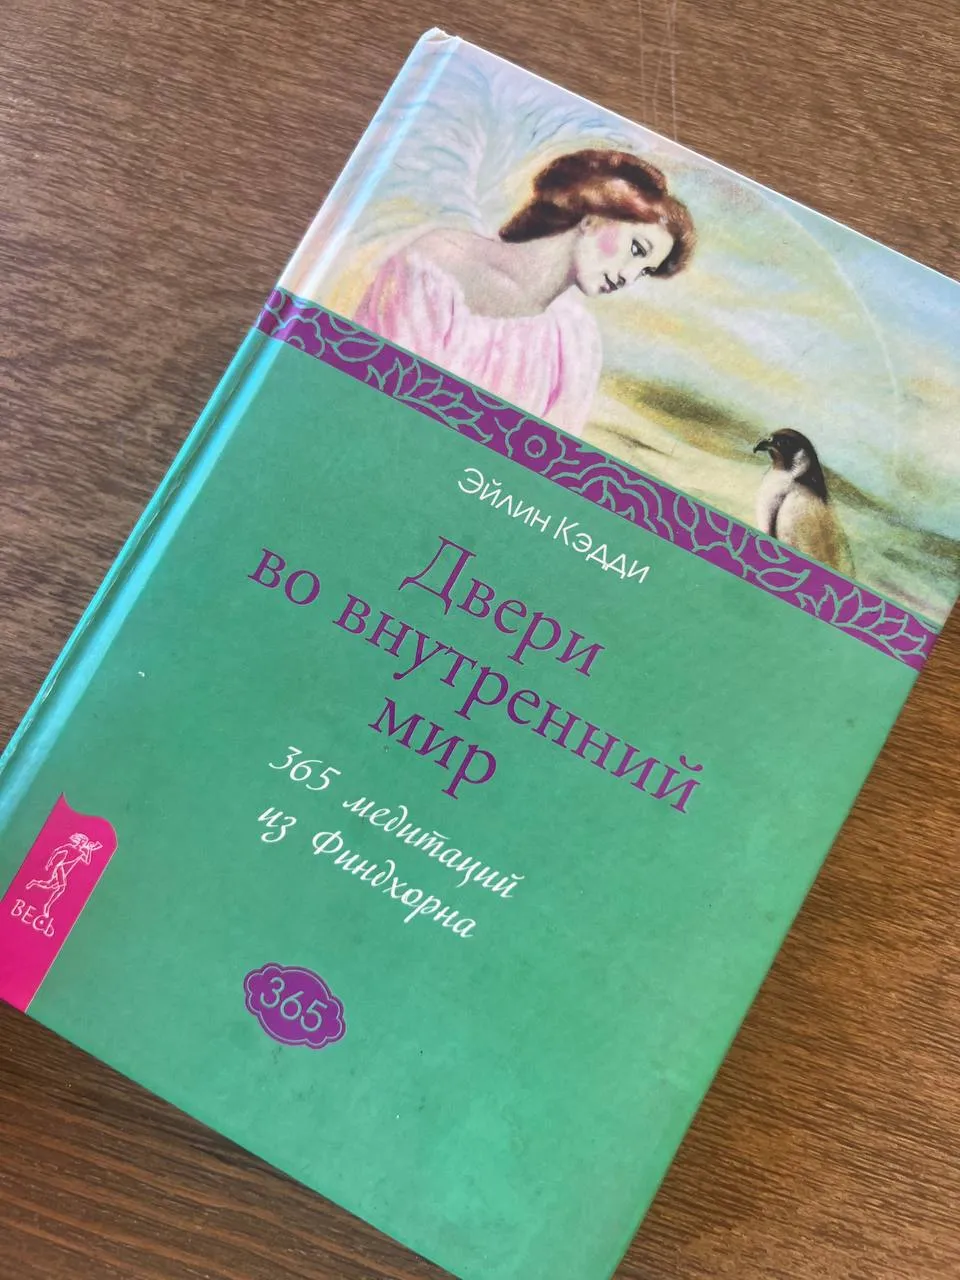 Эйлин Кэдди
Двери
во внутренний
мир
365 медитаций
из Финдхорна
ВЕСЬ
365